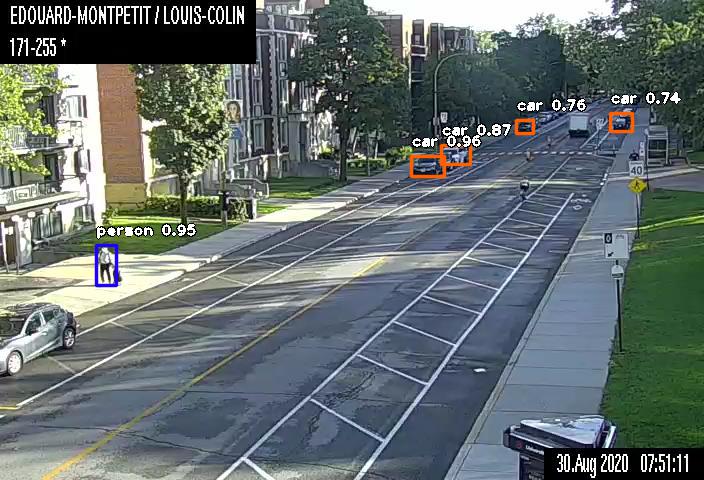 EDOUARD-MONTPETIT / LOUIS-COLIN
171-255 *
car 0.76
car 0.74
car 0.87
car 0.96
40
person 0.95
30.Aug 2020 07:51:11